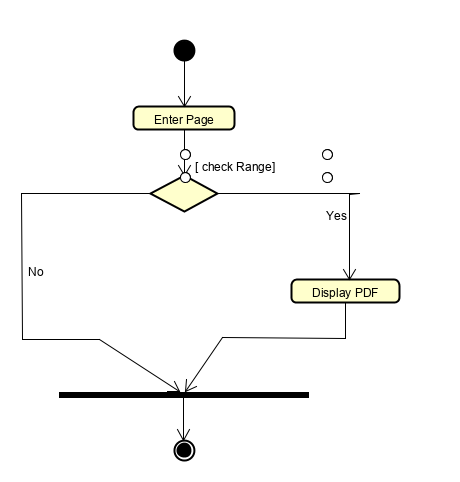 Enter Page
[ check Range]
Yes
No
Display PDF